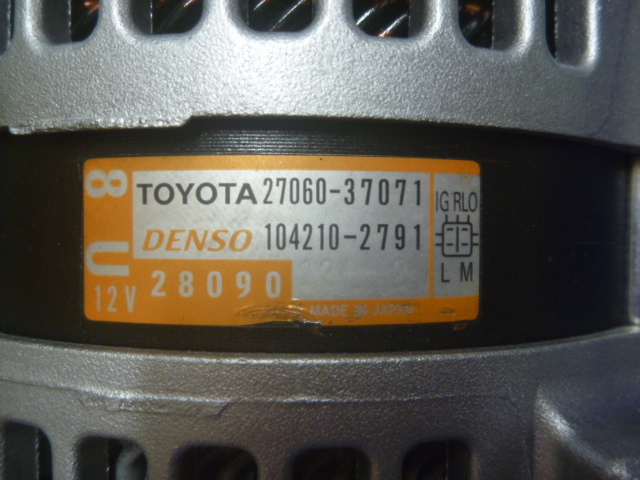 8 U
TOYOTA 27060-37071
DENSO 104210-2791
12V 28090
MADE IN JAPAN
IG RLO
L M